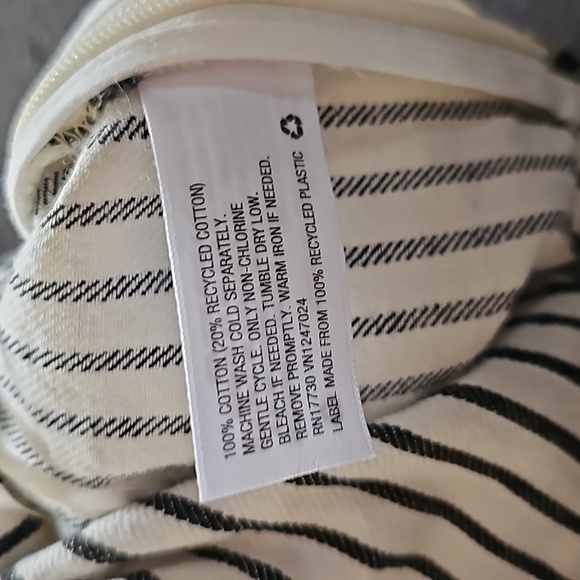 100% COTTON (20% RECYCLED COTTON)
MACHINE WASH COLD SEPARATELY.
GENTLE CYCLE. ONLY NON-CHLORINE
BLEACH IF NEEDED. TUMBLE DRY LOW.
REMOVE PROMPTLY. WARM IRON IF NEEDED.
RN17730 VN1247024
LABEL MADE FROM 100% RECYCLED PLASTIC